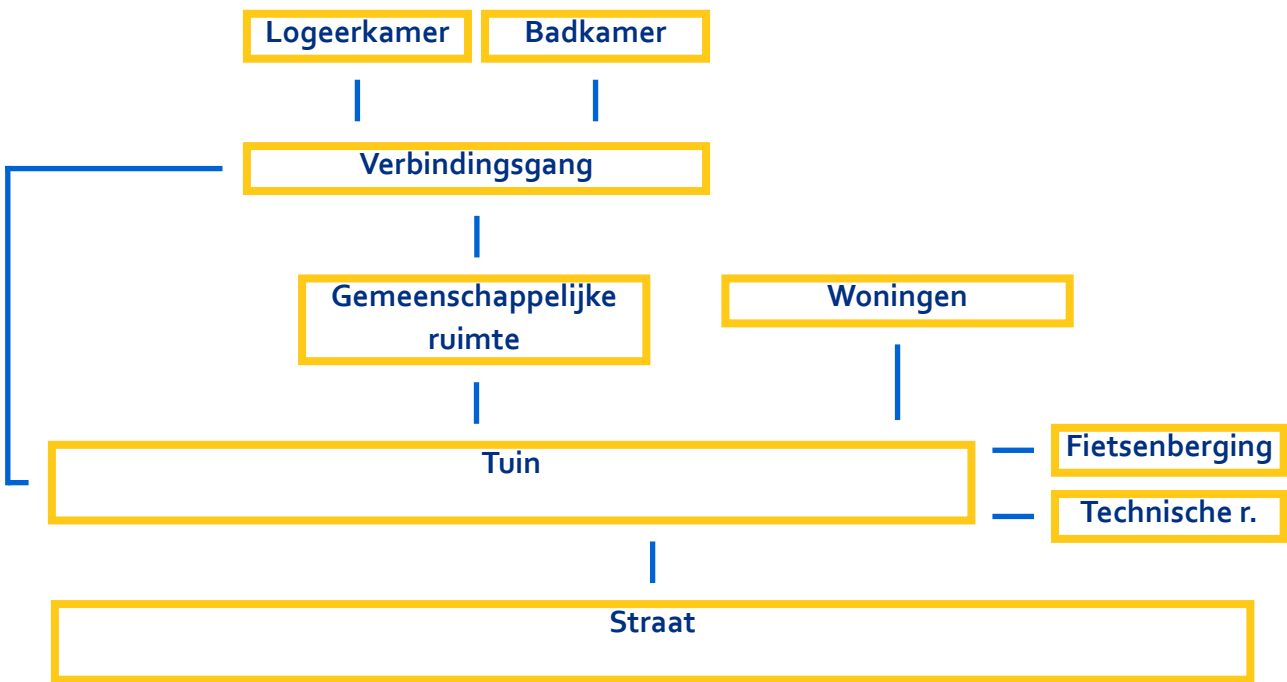 Logeerkamer
Badkamer
Verbindingsgang
Gemeenschappelijke
ruimte
Woningen
Tuin
Fietsenberging
Technische r.
Straat